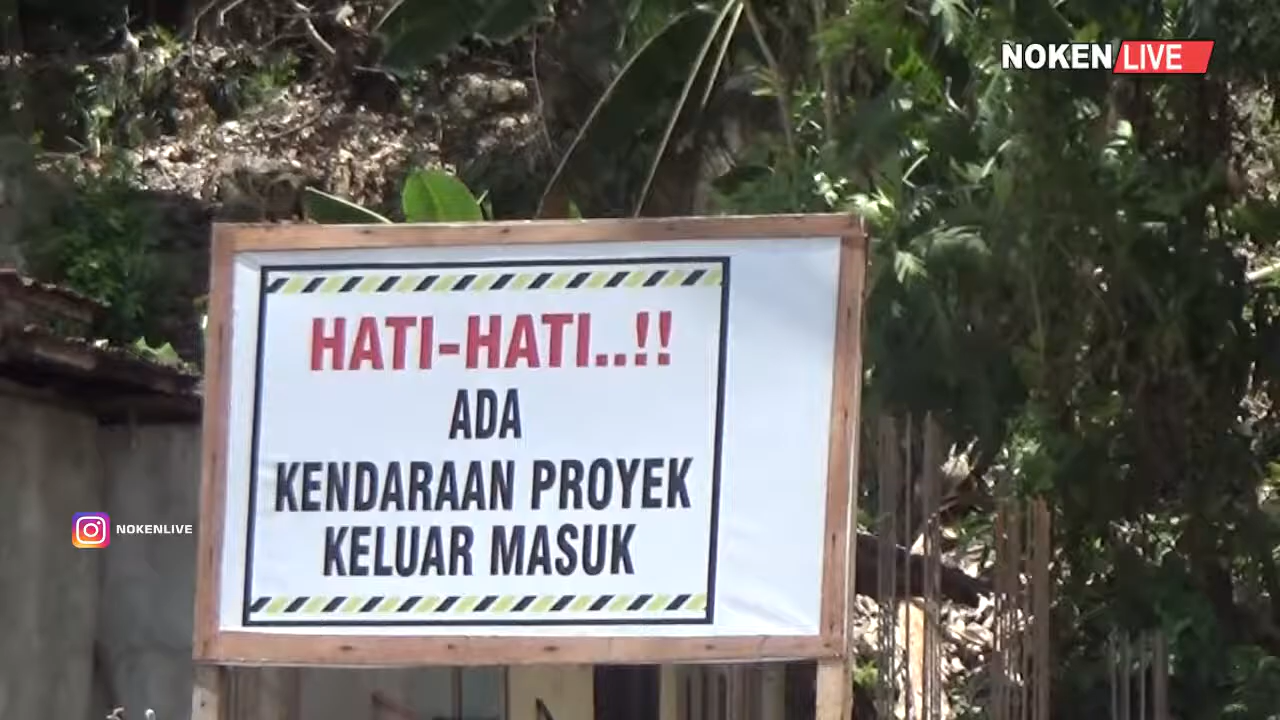 NOKEN LIVE
HATI-HATI..!!
ADA
KENDARAAN PROYEK
KELUAR MASUK
NOKENLIVE